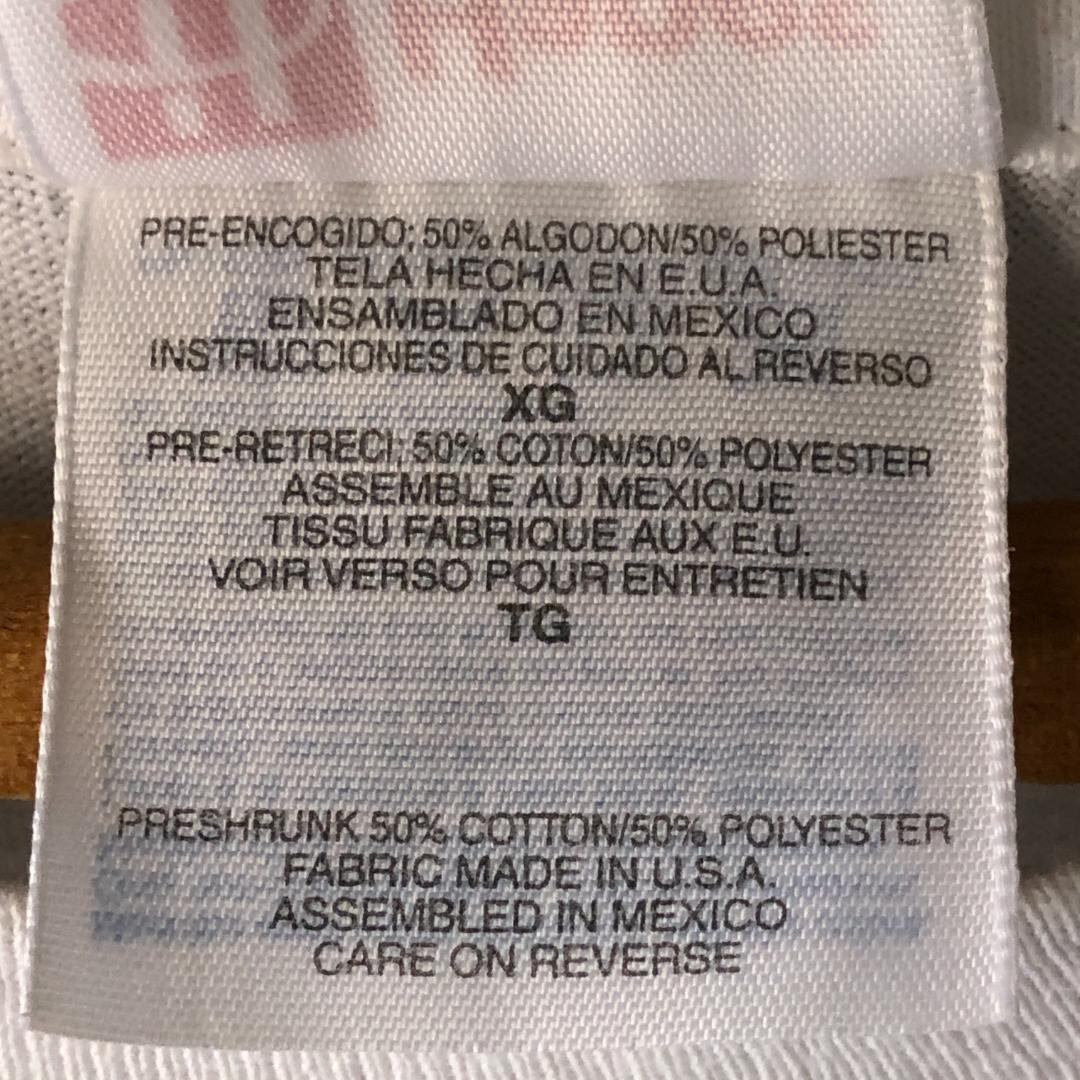 PRE-ENCOGIDO; 50% ALGODON/50% POLIESTER
TELA HECHA EN E.U.A.
ENSAMBLADO EN MEXICO
INSTRUCCIONES DE CUIDADO AL REVERSO
XG
PRE-RETRECI; 50% COTON/50% POLYESTER
ASSEMBLE AU MEXIQUE
TISSU FABRIQUE AUX E.U.
VOIR VERSO POUR ENTRETIEN
TG
PRESHRUNK 50% COTTON/50% POLYESTER
FABRIC MADE IN U.S.A.
ASSEMBLED IN MEXICO
CARE ON REVERSE